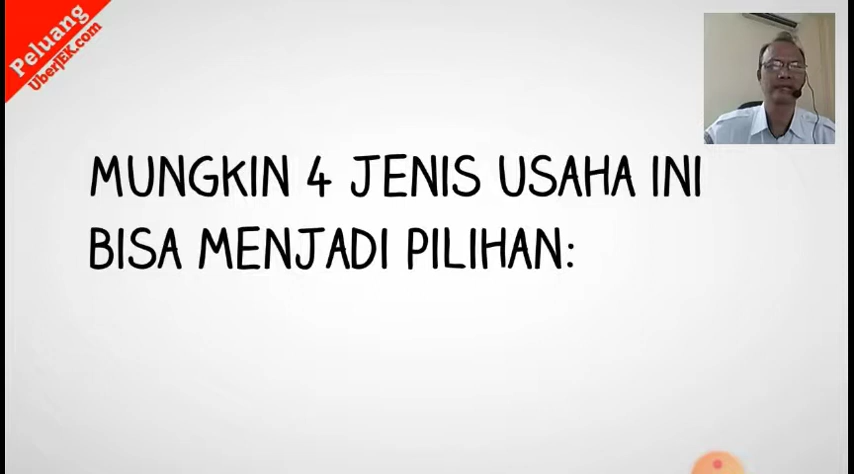 Peluang
UberJEK.com
MUNGKIN 4 JENIS USAHA INI
BISA MENJADI PILIHAN: